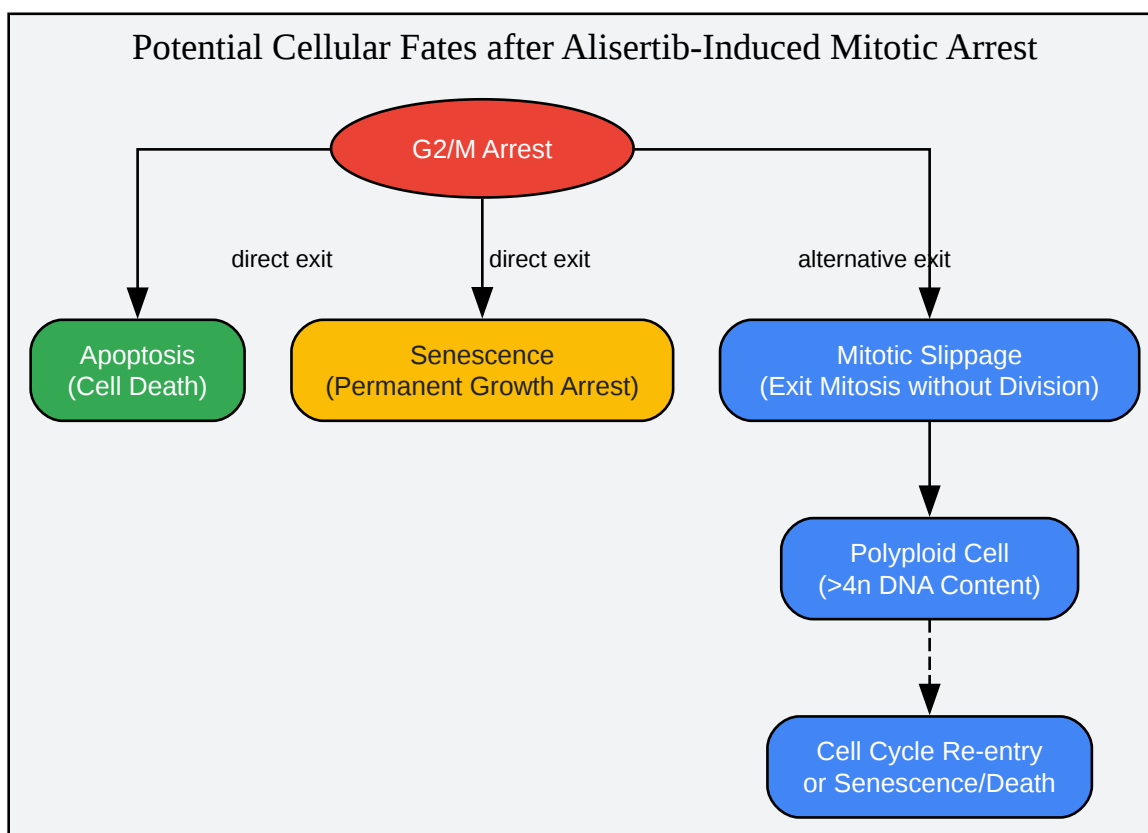 Potential Cellular Fates after Alisertib-Induced Mitotic Arrest
G2/M Arrest
direct exit
direct exit
alternative exit
Apoptosis
(Cell Death)
Senescence
(Permanent Growth Arrest)
Mitotic Slippage
(Exit Mitosis without Division)
Polyploid Cell
(>4n DNA Content)
Cell Cycle Re-entry
or Senescence/Death